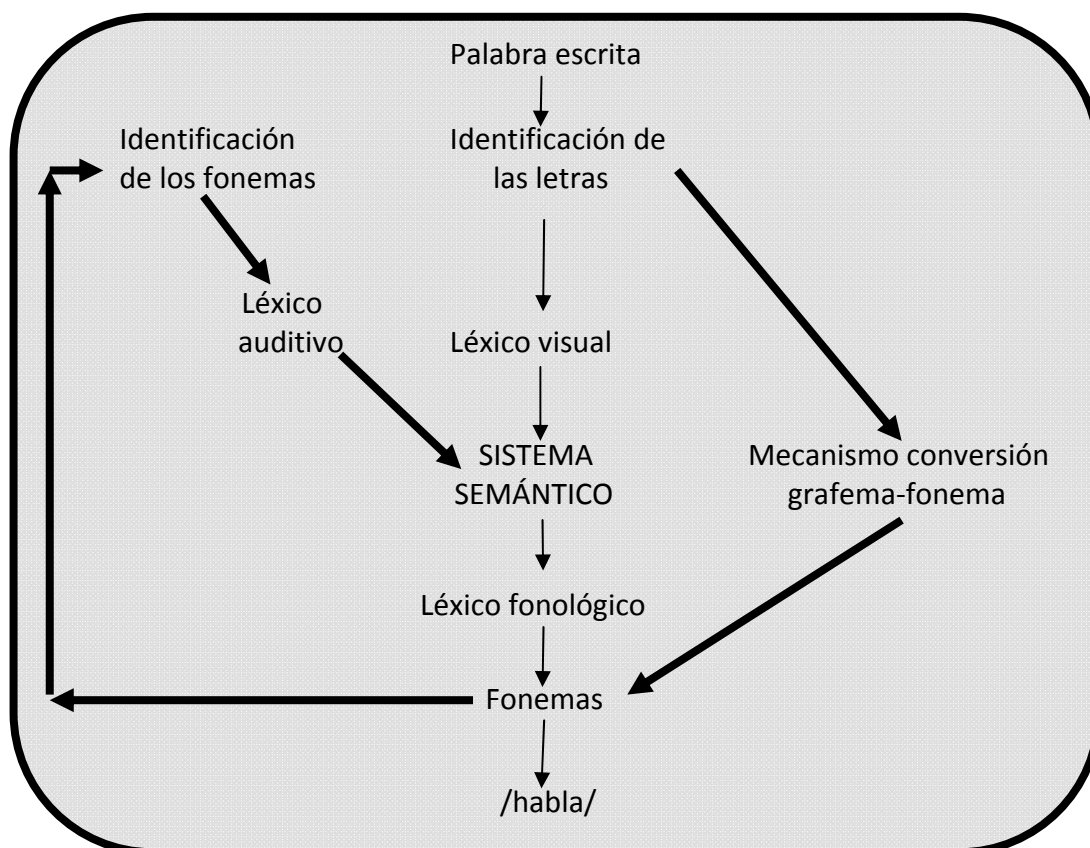 Palabra escrita
Identificación
de los fonemas
Identificación de
las letras
Léxico
auditivo
Léxico visual
SISTEMA
SEMÁNTICO
Mecanismo conversión
grafema-fonema
Léxico fonológico
Fonemas
/habla/